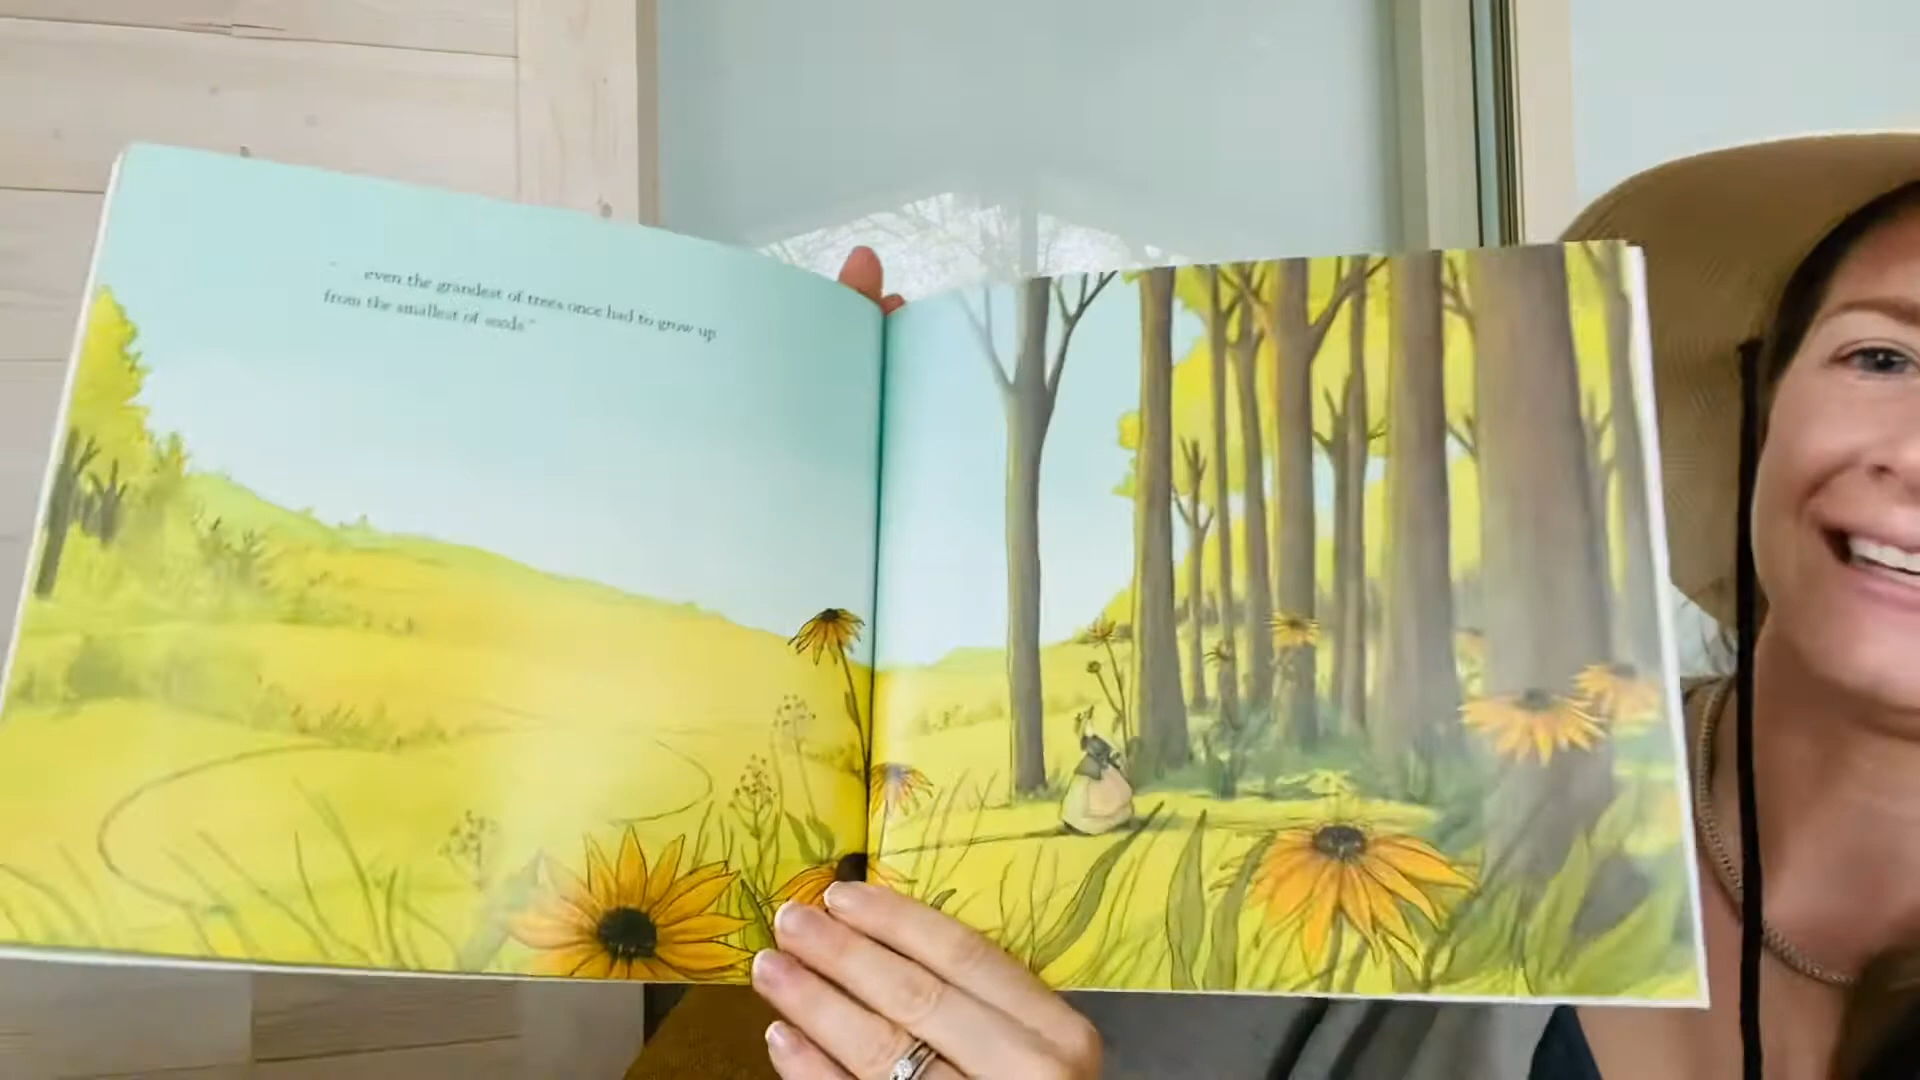 "...even the grandest of trees once had to grow up
from the smallest of seeds."